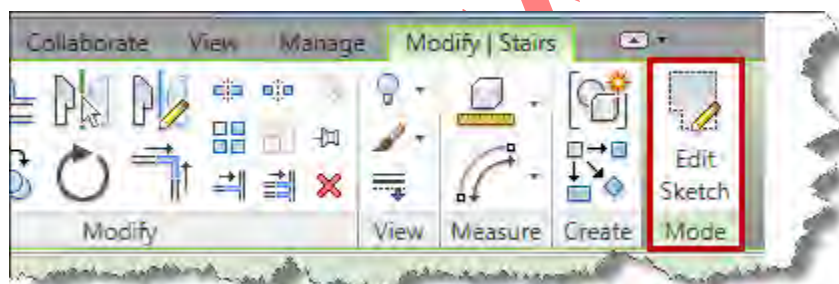 Collaborate View Manage Modify | Stairs
Edit
Sketch
Modify View Measure Create Mode